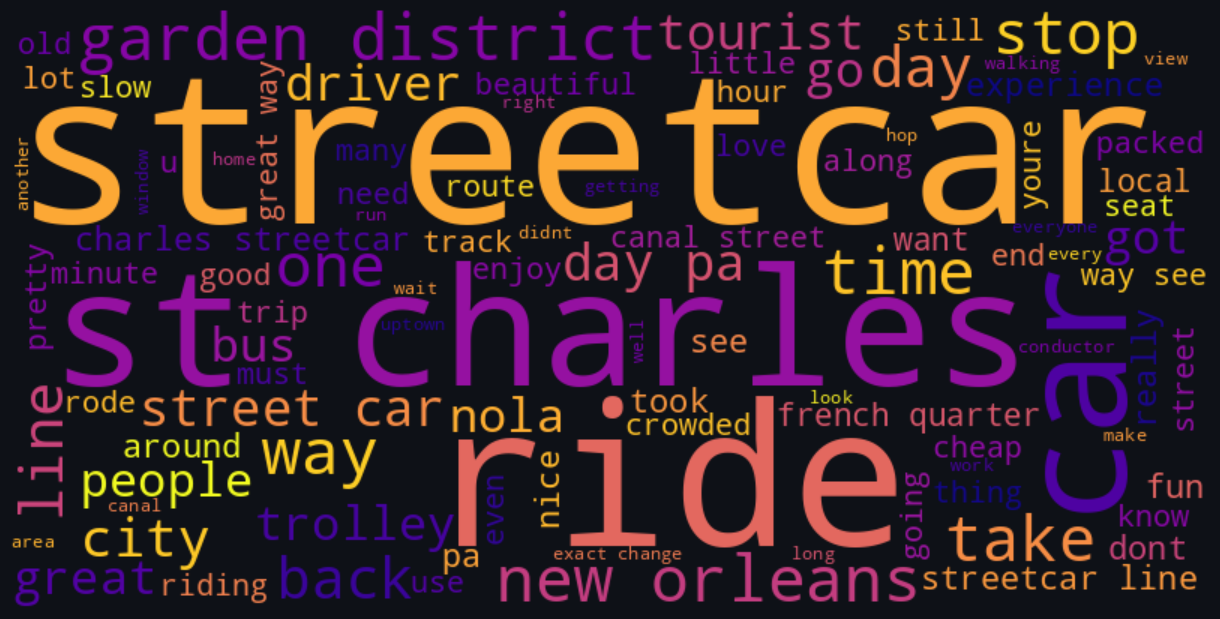 old garden district tourist still stop
lot slow great way driver beautiful little go day walking view
right hour experience
streetcar
another window u home many need route run getting love hop along youre packed local seat
charles streetcar track didnt canal street want everyone got
pretty minute good one enjoy day pa time end every way see
wait
st charles
trip bus must uptown well see car conductor really street
line rode street car nola took crowded look french quarter
around way ride nice cheap make
people even going work thing fun
canal know
area city trolley pa exact change long take dont
great riding back use new orleans streetcar line